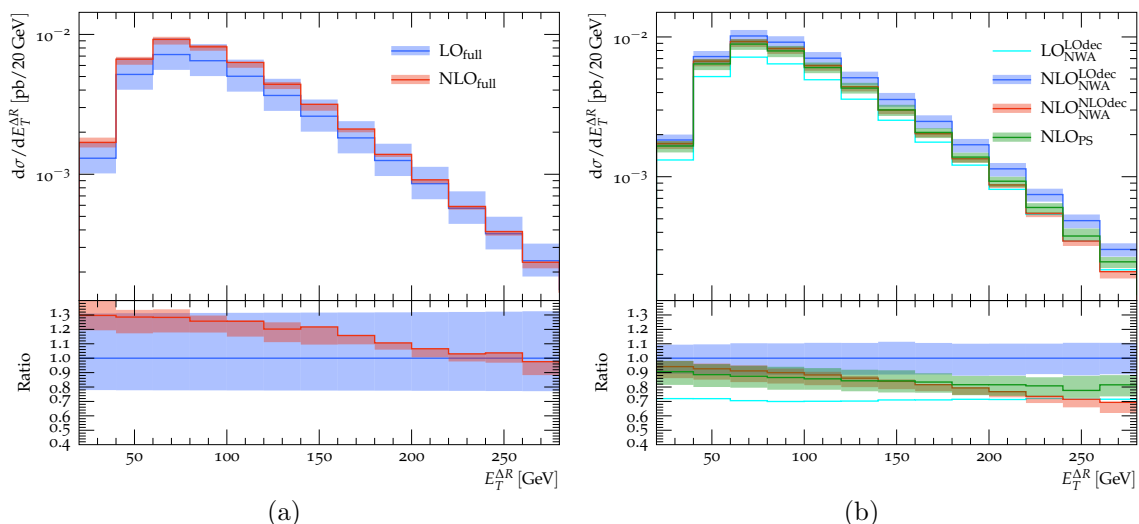 10⁻²
10⁻³
dσ/dE_T^{ΔR} [pb/20 GeV]
LO_full
NLO_full
1.3
1.2
1.1
1.0
0.9
0.8
0.7
0.6
0.5
0.4
Ratio
50 100 150 200 250
E_T^{ΔR} [GeV]
(a)
10⁻²
10⁻³
dσ/dE_T^{ΔR} [pb/20 GeV]
LO_NWA^{LOdec}
NLO_NWA^{LOdec}
NLO_NWA^{NLOdec}
NLO_PS
1.3
1.2
1.1
1.0
0.9
0.8
0.7
0.6
0.5
0.4
Ratio
50 100 150 200 250
E_T^{ΔR} [GeV]
(b)